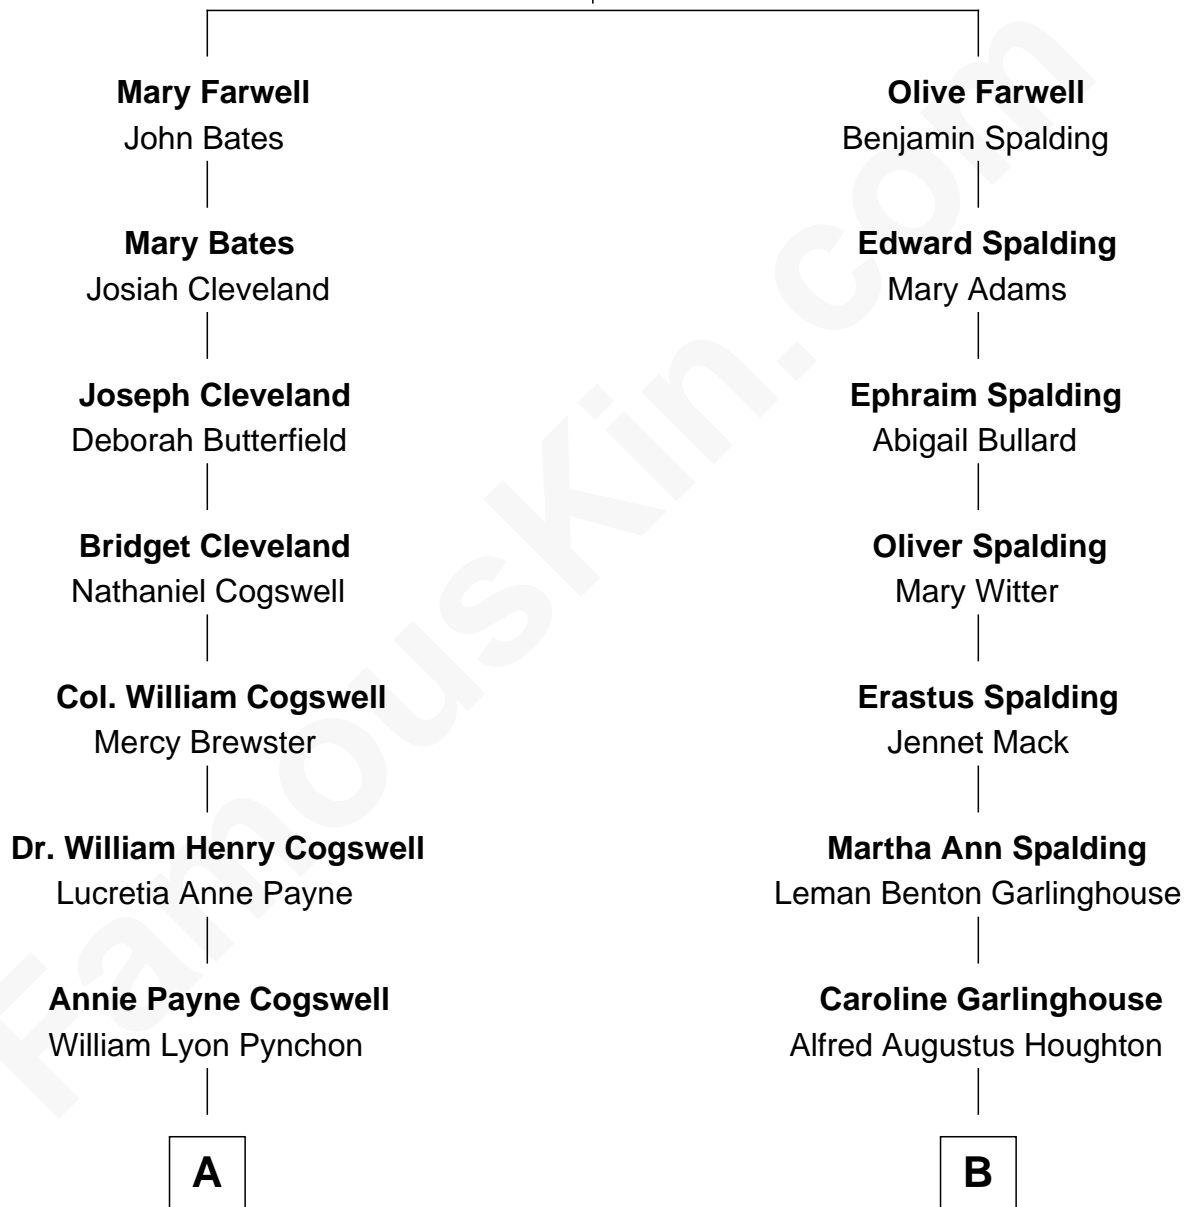 Mary Farwell
John Bates
Mary Bates
Josiah Cleveland
Joseph Cleveland
Deborah Butterfield
Bridget Cleveland
Nathaniel Cogswell
Col. William Cogswell
Mercy Brewster
Dr. William Henry Cogswell
Lucretia Anne Payne
Annie Payne Cogswell
William Lyon Pynchon
A
Olive Farwell
Benjamin Spalding
Edward Spalding
Mary Adams
Ephraim Spalding
Abigail Bullard
Oliver Spalding
Mary Witter
Erastus Spalding
Jennet Mack
Martha Ann Spalding
Leman Benton Garlinghouse
Caroline Garlinghouse
Alfred Augustus Houghton
B
FamousKin.com